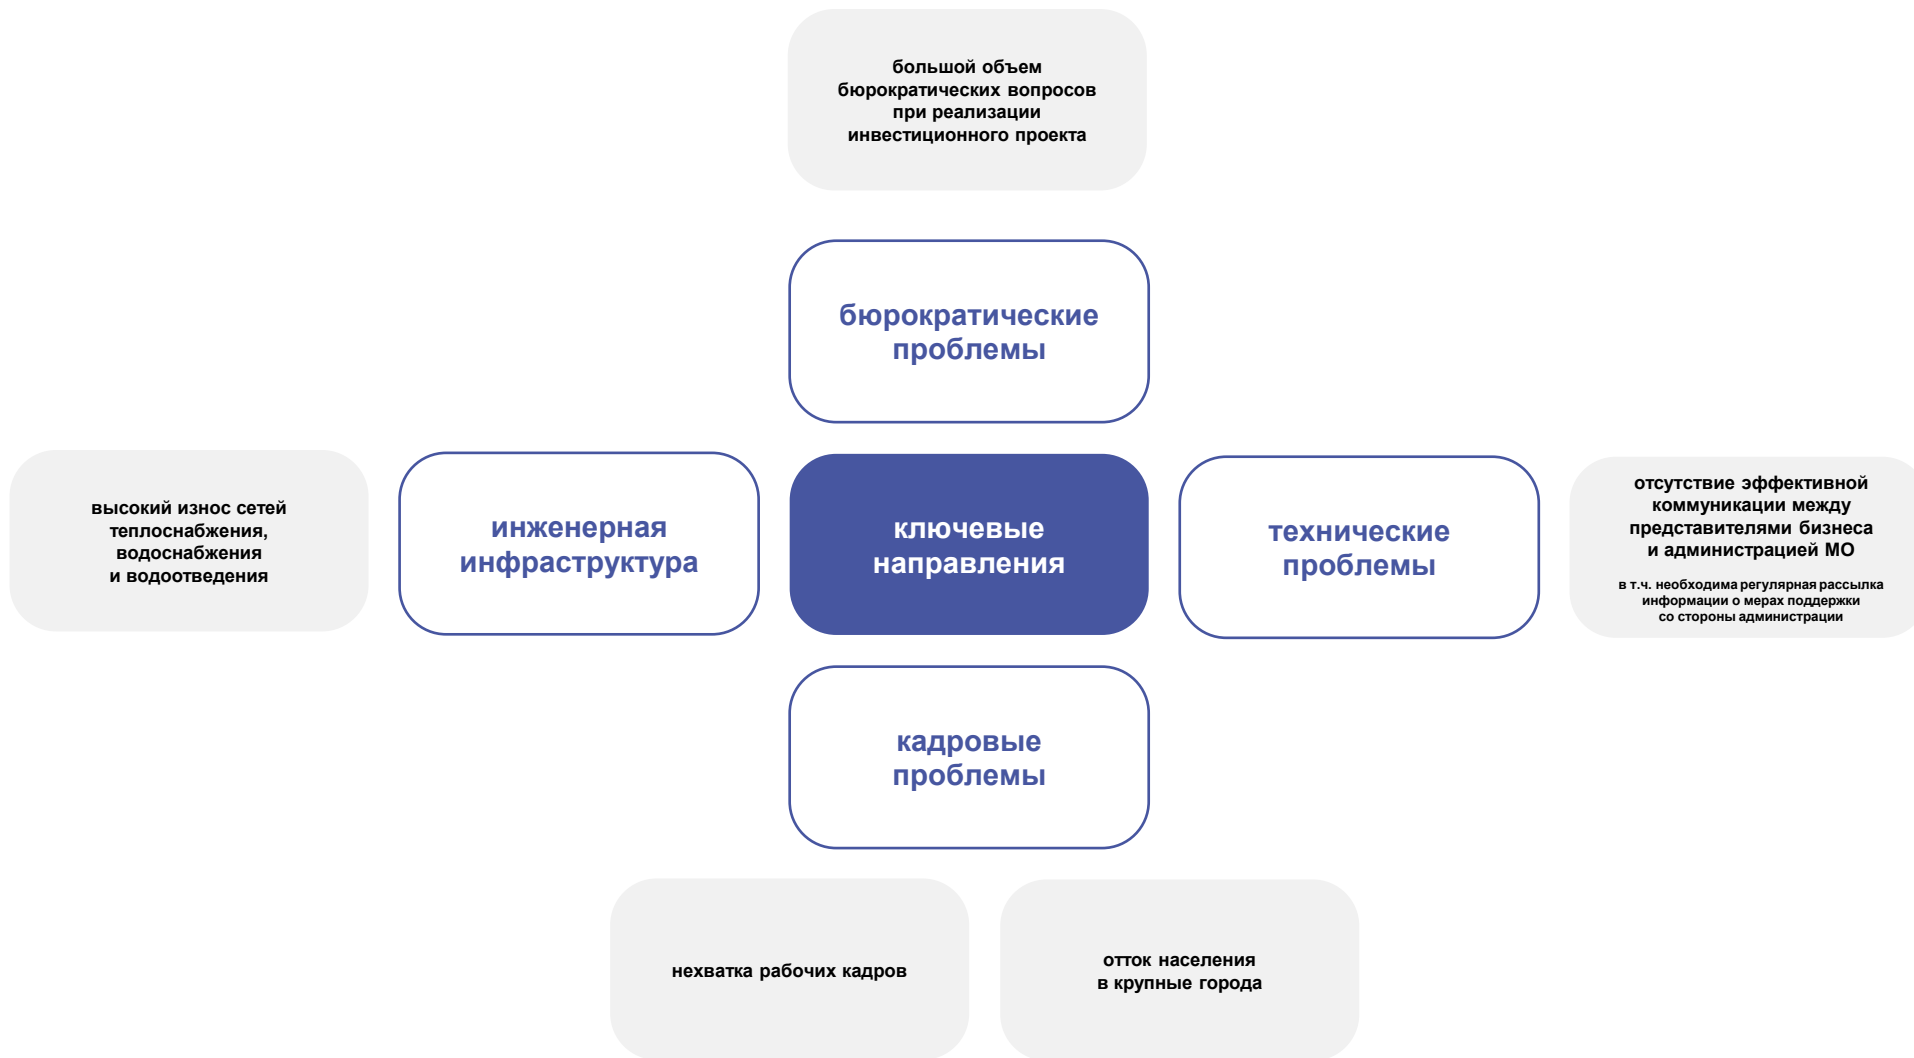 большой объем
бюрократических вопросов
при реализации
инвестиционного проекта
бюрократические
проблемы
высокий износ сетей
теплоснабжения,
водоснабжения
и водоотведения
инженерная
инфраструктура
ключевые
направления
технические
проблемы
отсутствие эффективной
коммуникации между
представителями бизнеса
и администрацией МО
в т.ч. необходима регулярная рассылка
информации о мерах поддержки
со стороны администрации
кадровые
проблемы
нехватка рабочих кадров
отток населения
в крупные города